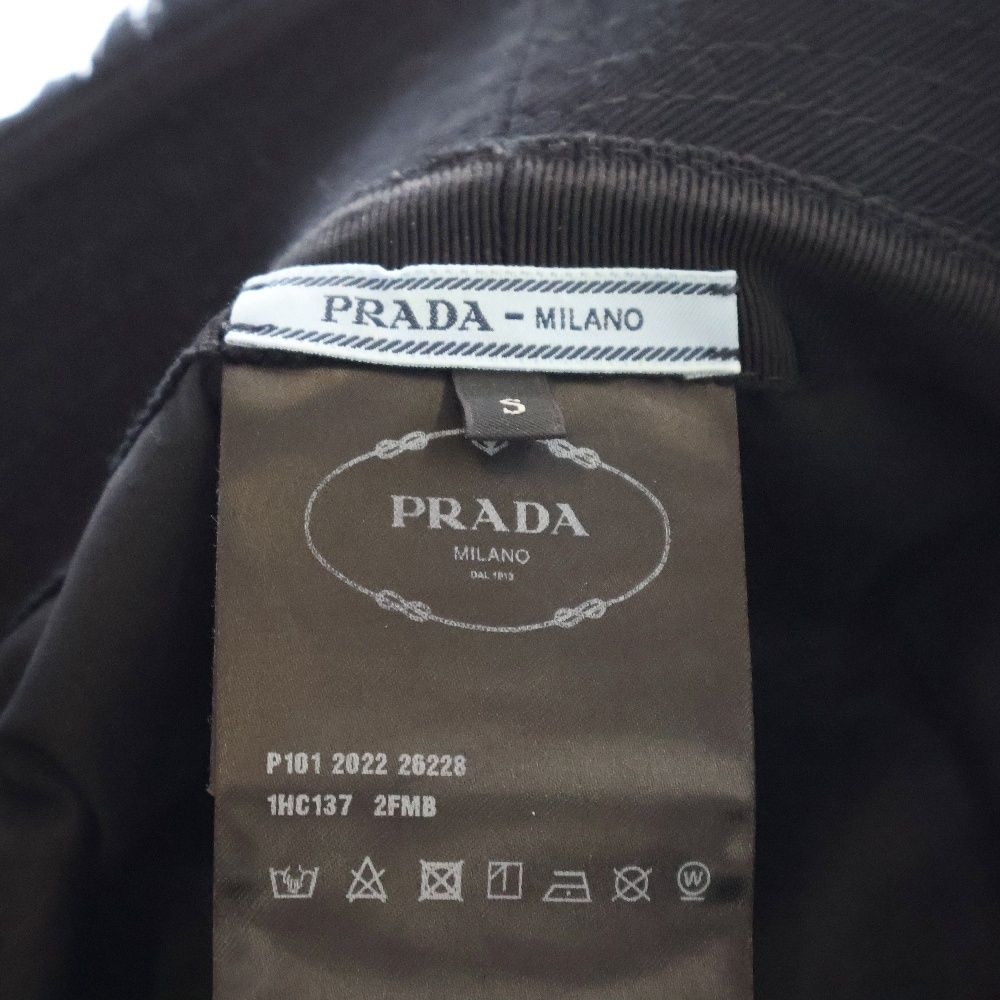 PRADA - MILANO
S
PRADA
MILANO
DAL 1913
P101 2022 26228
1HC137 2FMB
W